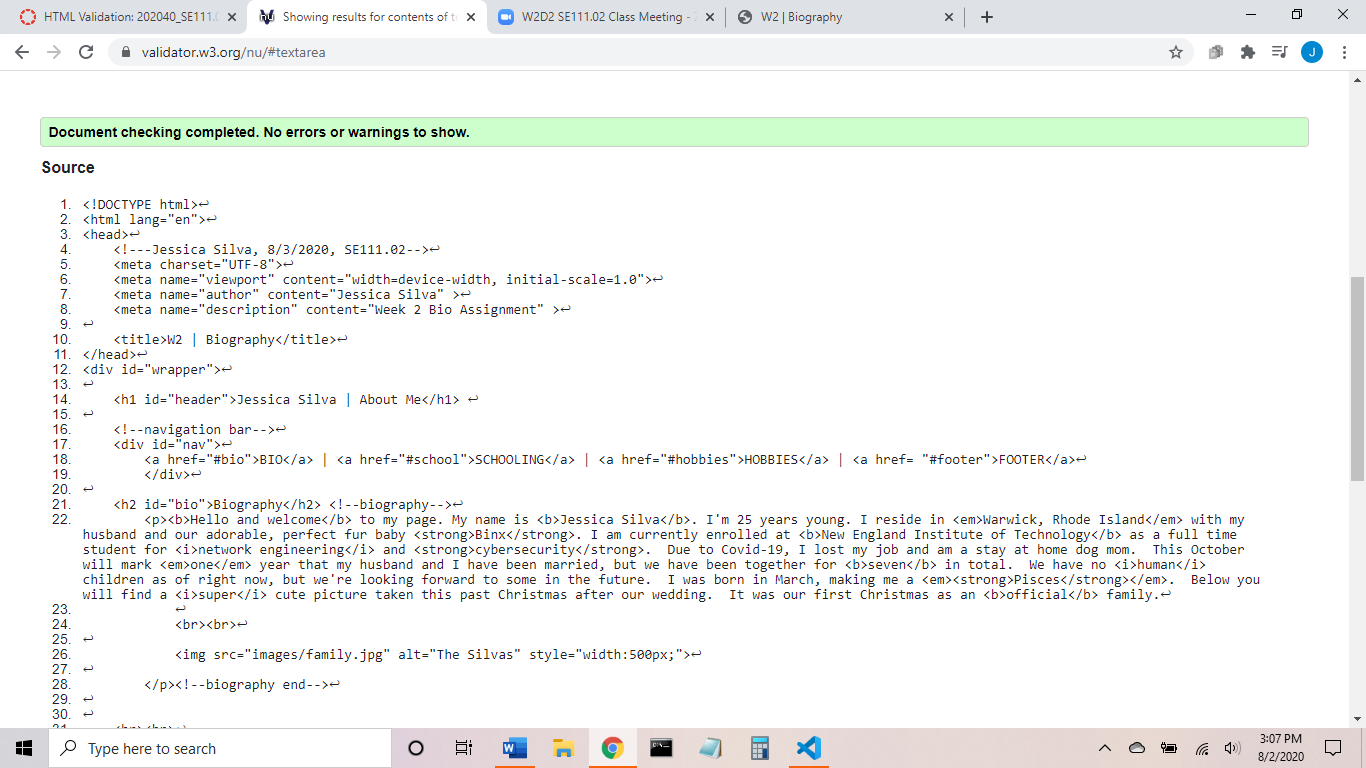 HTML Validation: 202040_SE111.0
Showing results for contents of te
W2D2 SE111.02 Class Meeting - 2
W2 | Biography
validator.w3.org/nu/#textarea
J
Document checking completed. No errors or warnings to show.
Source
1. <!DOCTYPE html>↩
2. <html lang="en">↩
3. <head>↩
4. <!---Jessica Silva, 8/3/2020, SE111.02-->↩
5. <meta charset="UTF-8">↩
6. <meta name="viewport" content="width=device-width, initial-scale=1.0">↩
7. <meta name="author" content="Jessica Silva" >↩
8. <meta name="description" content="Week 2 Bio Assignment" >↩
9. ↩
10. <title>W2 | Biography</title>↩
11. </head>↩
12. <div id="wrapper">↩
13. ↩
14. <h1 id="header">Jessica Silva | About Me</h1> ↩
15. ↩
16. <!--navigation bar-->↩
17. <div id="nav">↩
18. <a href="#bio">BIO</a> | <a href="#school">SCHOOLING</a> | <a href="#hobbies">HOBBIES</a> | <a href= "#footer">FOOTER</a>↩
19. </div>↩
20. ↩
21. <h2 id="bio">Biography</h2> <!--biography-->↩
22. <p><b>Hello and welcome</b> to my page. My name is <b>Jessica Silva</b>. I'm 25 years young. I reside in <em>Warwick, Rhode Island</em> with my
husband and our adorable, perfect fur baby <strong>Binx</strong>. I am currently enrolled at <b>New England Institute of Technology</b> as a full time
student for <i>network engineering</i> and <strong>cybersecurity</strong>.  Due to Covid-19, I lost my job and am a stay at home dog mom.  This October
will mark <em>one</em> year that my husband and I have been married, but we have been together for <b>seven</b> in total.  We have no <i>human</i>
children as of right now, but we're looking forward to some in the future.  I was born in March, making me a <em><strong>Pisces</strong></em>.  Below you
will find a <i>super</i> cute picture taken this past Christmas after our wedding.  It was our first Christmas as an <b>official</b> family.↩
23. ↩
24. <br><br>↩
25. ↩
26. <img src="images/family.jpg" alt="The Silvas" style="width:500px;">↩
27. ↩
28. </p><!--biography end-->↩
29. ↩
30. ↩
31. <br><br>↩
Type here to search
3:07 PM
8/2/2020